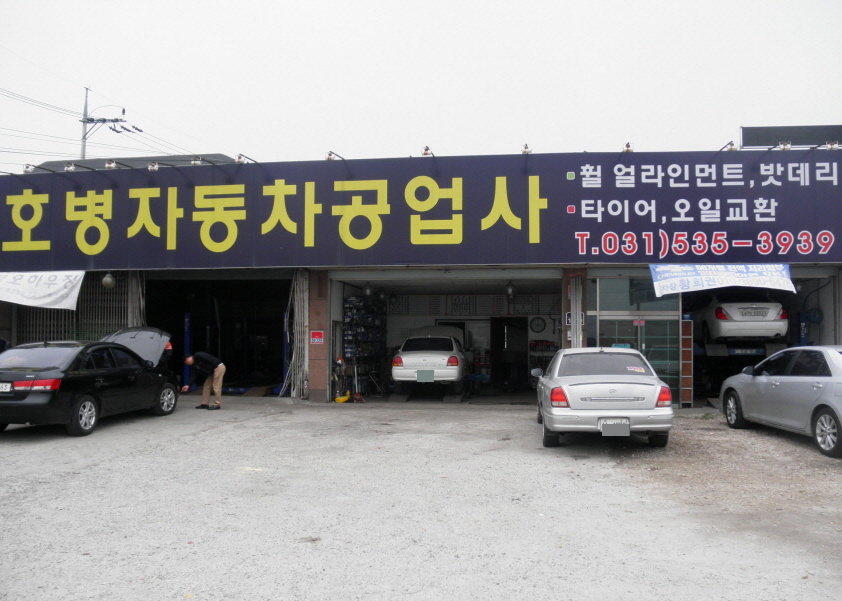 호병자동차공업사
휠 얼라인먼트,밧데리
타이어,오일교환
T.031)535-3939